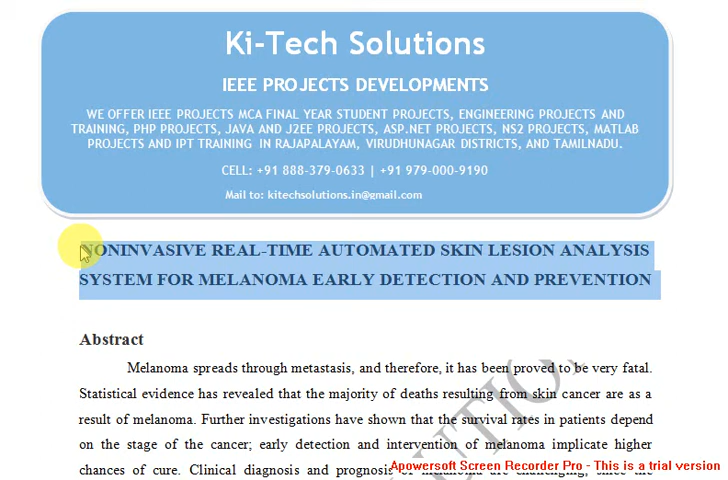 Ki-Tech Solutions
IEEE PROJECTS DEVELOPMENTS
WE OFFER IEEE PROJECTS MCA FINAL YEAR STUDENT PROJECTS, ENGINEERING PROJECTS AND
TRAINING, PHP PROJECTS, JAVA AND J2EE PROJECTS, ASP.NET PROJECTS, NS2 PROJECTS, MATLAB
PROJECTS AND IPT TRAINING IN RAJAPALAYAM, VIRUDHUNAGAR DISTRICTS, AND TAMILNADU.
CELL: +91 888-379-0633 | +91 979-000-9190
Mail to: kitechsolutions.in@gmail.com
NONINVASIVE REAL-TIME AUTOMATED SKIN LESION ANALYSIS
SYSTEM FOR MELANOMA EARLY DETECTION AND PREVENTION
Abstract
Melanoma spreads through metastasis, and therefore, it has been proved to be very fatal.
Statistical evidence has revealed that the majority of deaths resulting from skin cancer are as a
result of melanoma. Further investigations have shown that the survival rates in patients depend
on the stage of the cancer; early detection and intervention of melanoma implicate higher
chances of cure. Clinical diagnosis and prognosis of melanoma are challenging, since the
Apowersoft Screen Recorder Pro - This is a trial version